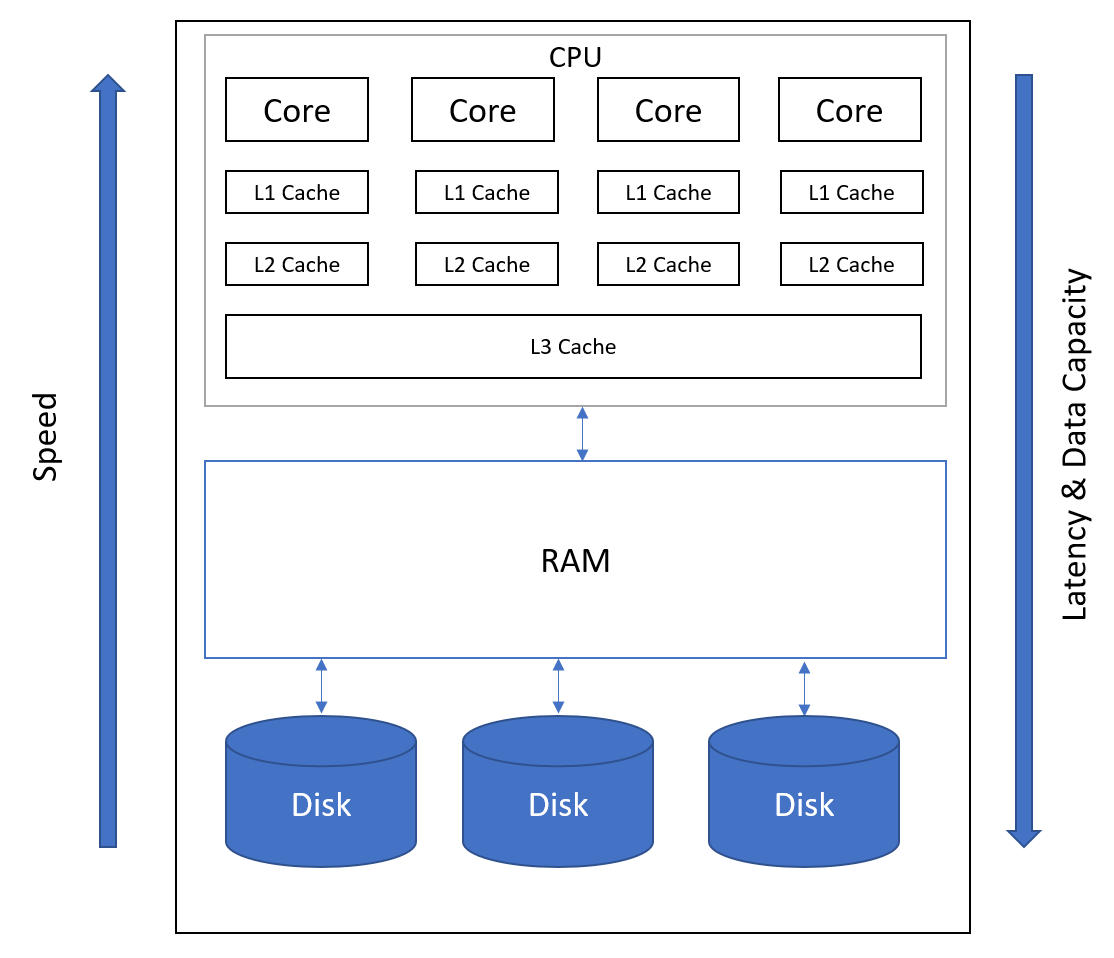 CPU
Core Core Core Core
L1 Cache L1 Cache L1 Cache L1 Cache
L2 Cache L2 Cache L2 Cache L2 Cache
L3 Cache
Speed
Latency & Data Capacity
RAM
Disk Disk Disk